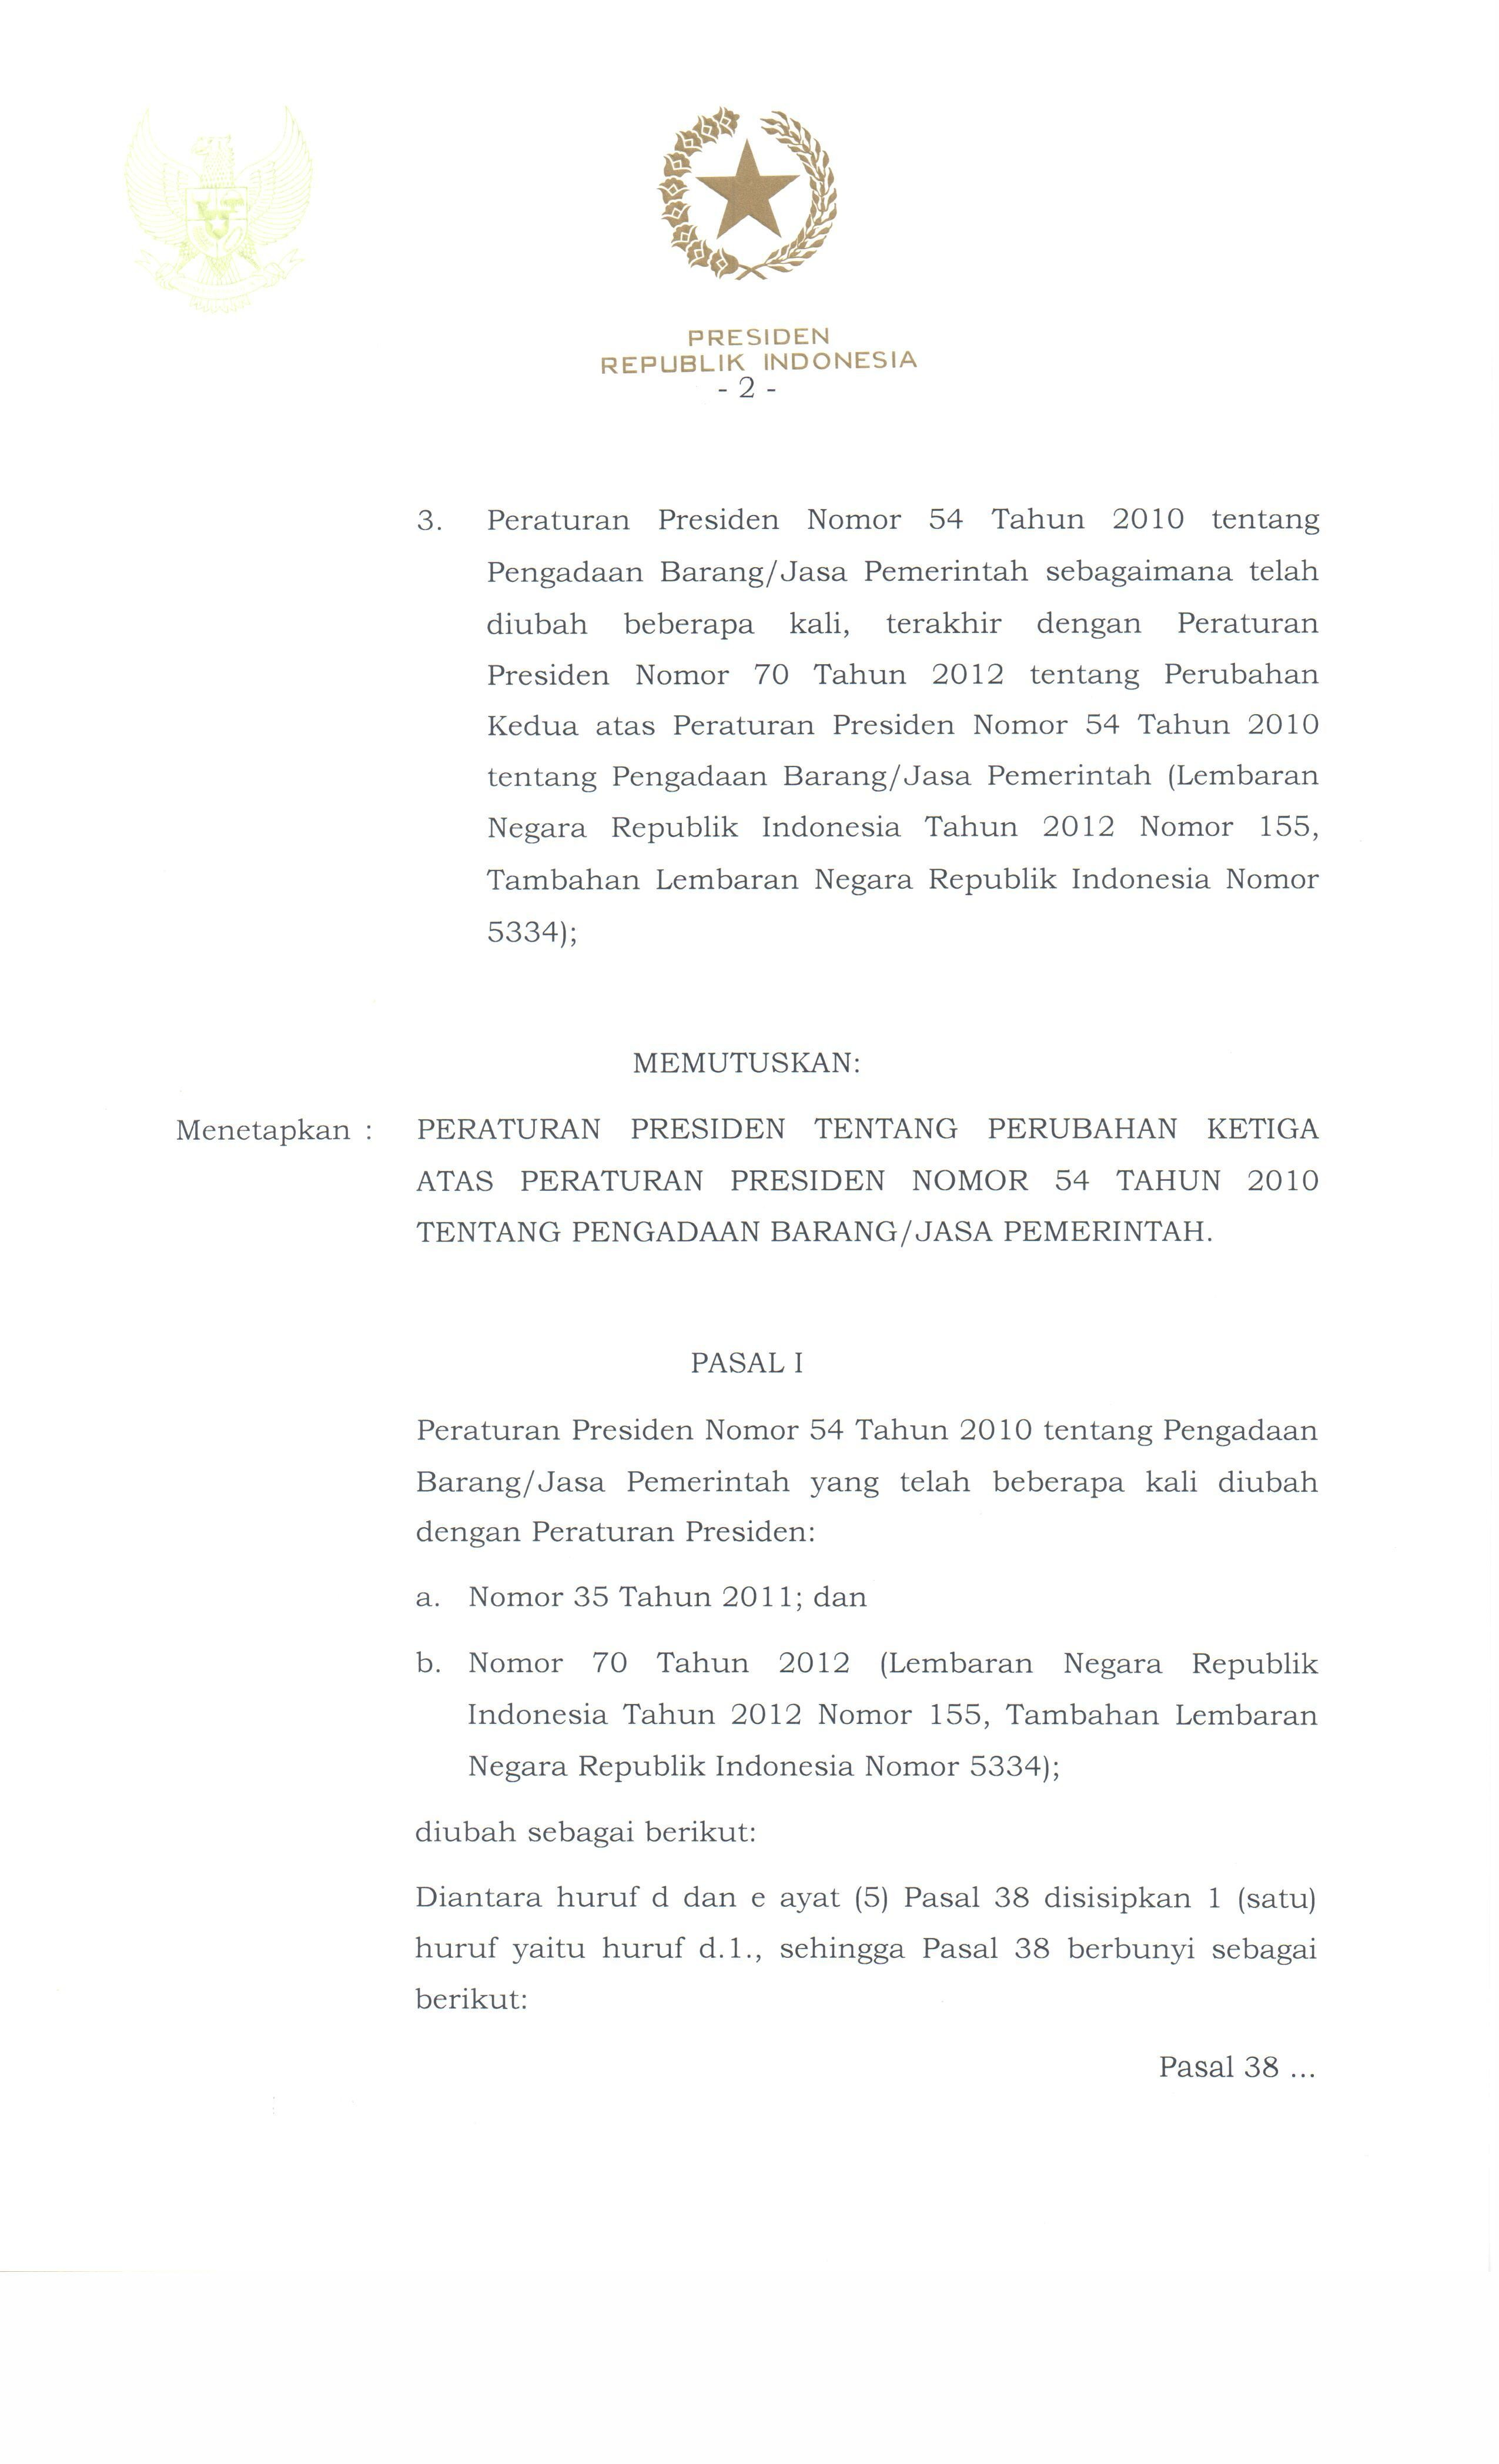 PRESIDEN
REPUBLIK INDONESIA
- 2 -
3. Peraturan Presiden Nomor 54 Tahun 2010 tentang
Pengadaan Barang/Jasa Pemerintah sebagaimana telah
diubah beberapa kali, terakhir dengan Peraturan
Presiden Nomor 70 Tahun 2012 tentang Perubahan
Kedua atas Peraturan Presiden Nomor 54 Tahun 2010
tentang Pengadaan Barang/Jasa Pemerintah (Lembaran
Negara Republik Indonesia Tahun 2012 Nomor 155,
Tambahan Lembaran Negara Republik Indonesia Nomor
5334);
MEMUTUSKAN:
Menetapkan : PERATURAN PRESIDEN TENTANG PERUBAHAN KETIGA
ATAS PERATURAN PRESIDEN NOMOR 54 TAHUN 2010
TENTANG PENGADAAN BARANG/JASA PEMERINTAH.
PASAL I
Peraturan Presiden Nomor 54 Tahun 2010 tentang Pengadaan
Barang/Jasa Pemerintah yang telah beberapa kali diubah
dengan Peraturan Presiden:
a. Nomor 35 Tahun 2011; dan
b. Nomor 70 Tahun 2012 (Lembaran Negara Republik
Indonesia Tahun 2012 Nomor 155, Tambahan Lembaran
Negara Republik Indonesia Nomor 5334);
diubah sebagai berikut:
Diantara huruf d dan e ayat (5) Pasal 38 disisipkan 1 (satu)
huruf yaitu huruf d.1., sehingga Pasal 38 berbunyi sebagai
berikut:
Pasal 38 ...